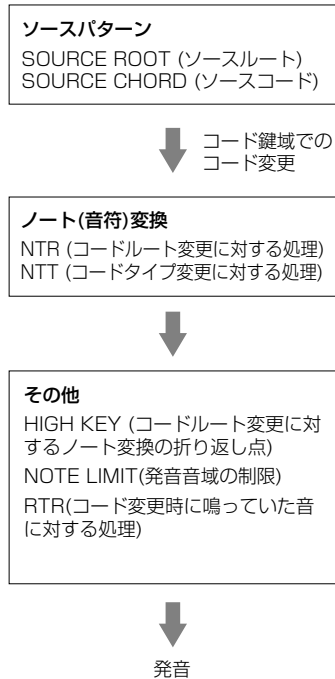 ソースパターン
SOURCE ROOT (ソースルート)
SOURCE CHORD (ソースコード)
コード鍵域での
コード変更
ノート(音符)変換
NTR (コードルート変更に対する処理)
NTT (コードタイプ変更に対する処理)
その他
HIGH KEY (コードルート変更に対
するノート変換の折り返し点)
NOTE LIMIT(発音音域の制限)
RTR(コード変更時に鳴っていた音
に対する処理)
発音